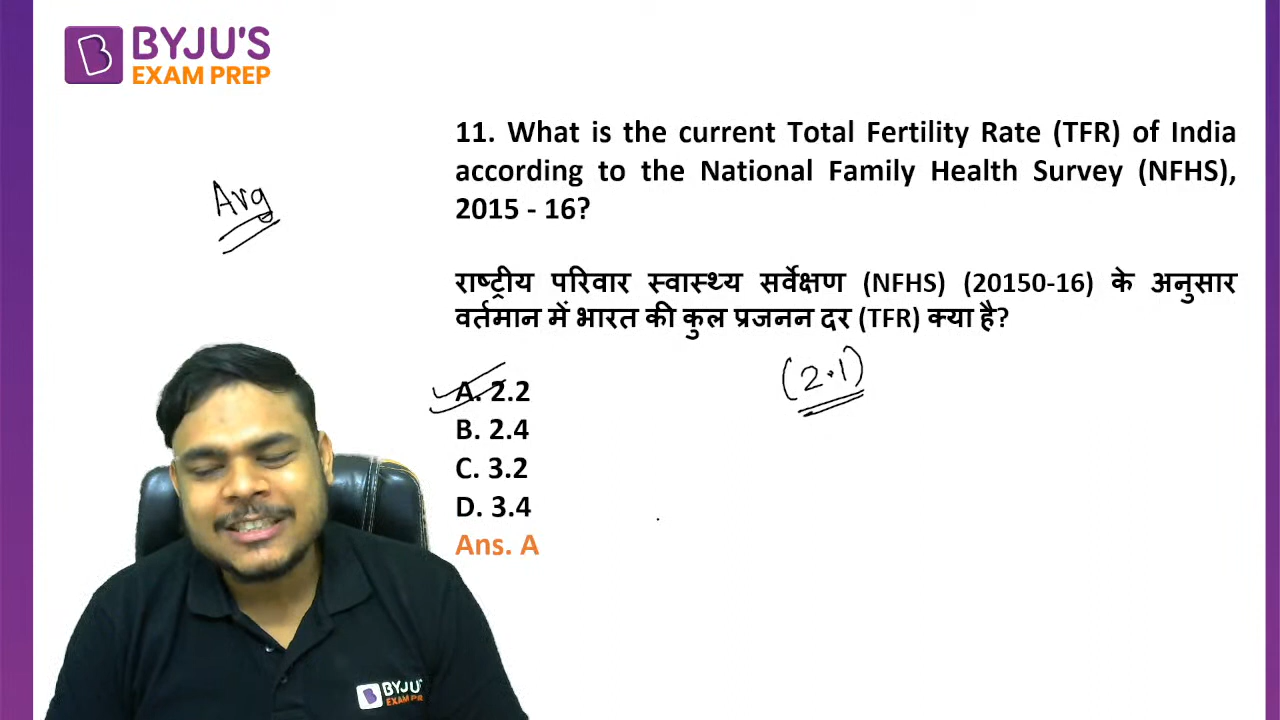 BYJU'S
EXAM PREP
11. What is the current Total Fertility Rate (TFR) of India
according to the National Family Health Survey (NFHS),
2015 - 16?
Avg
राष्ट्रीय परिवार स्वास्थ्य सर्वेक्षण (NFHS) (20150-16) के अनुसार
वर्तमान में भारत की कुल प्रजनन दर (TFR) क्या है?
(2.1)
A. 2.2
B. 2.4
C. 3.2
D. 3.4
Ans. A
BYJU'S
EXAM PREP